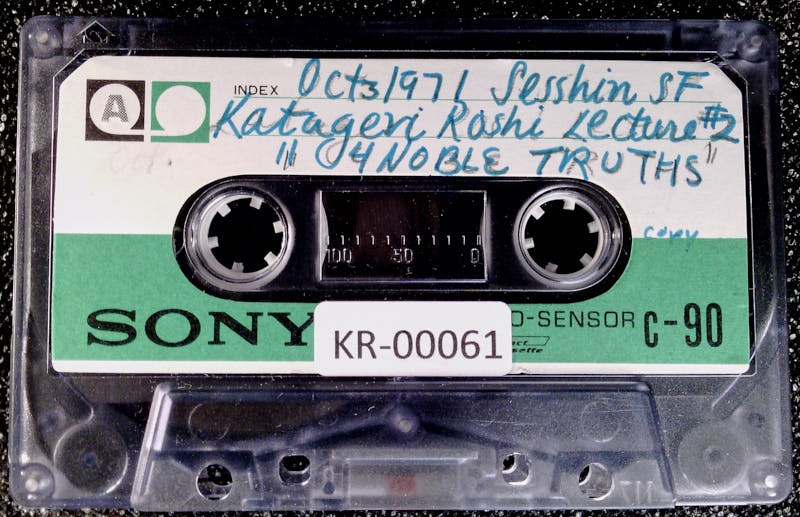 A INDEX Oct 3 1971 Sesshin SF
Katageri Roshi Lecture #2
" 4 NOBLE TRUTHS "
copy
100 50 0
SONY O-SENSOR C-90
KR-00061